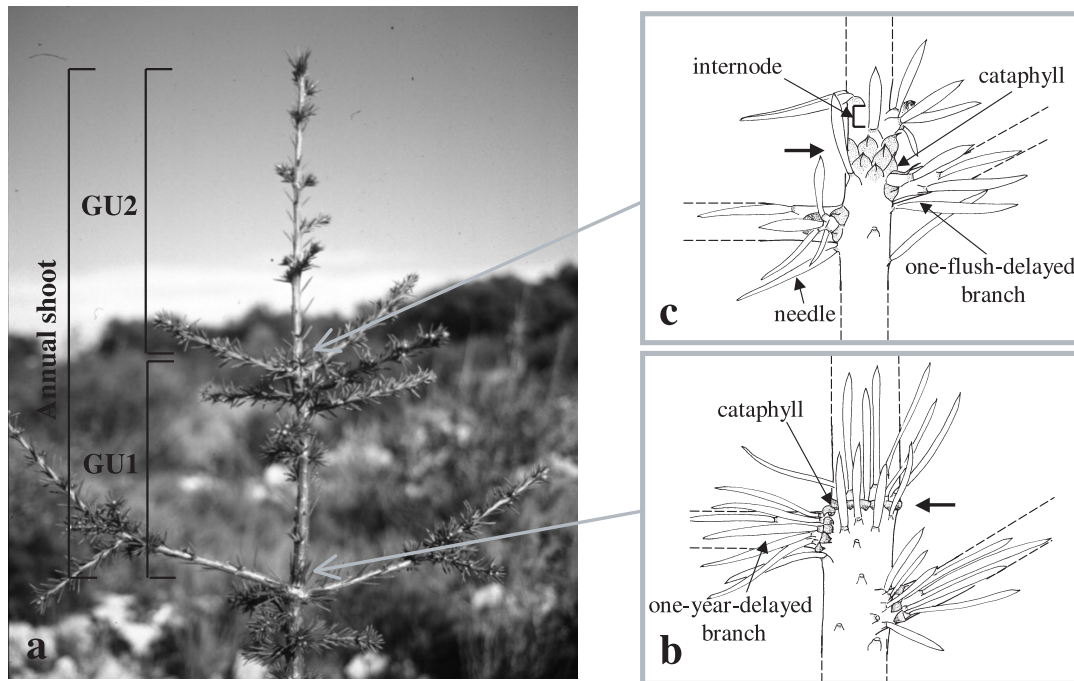 Annual shoot
GU2
GU1
a
internode
cataphyll
one-flush-delayed
branch
needle
c
cataphyll
one-year-delayed
branch
b